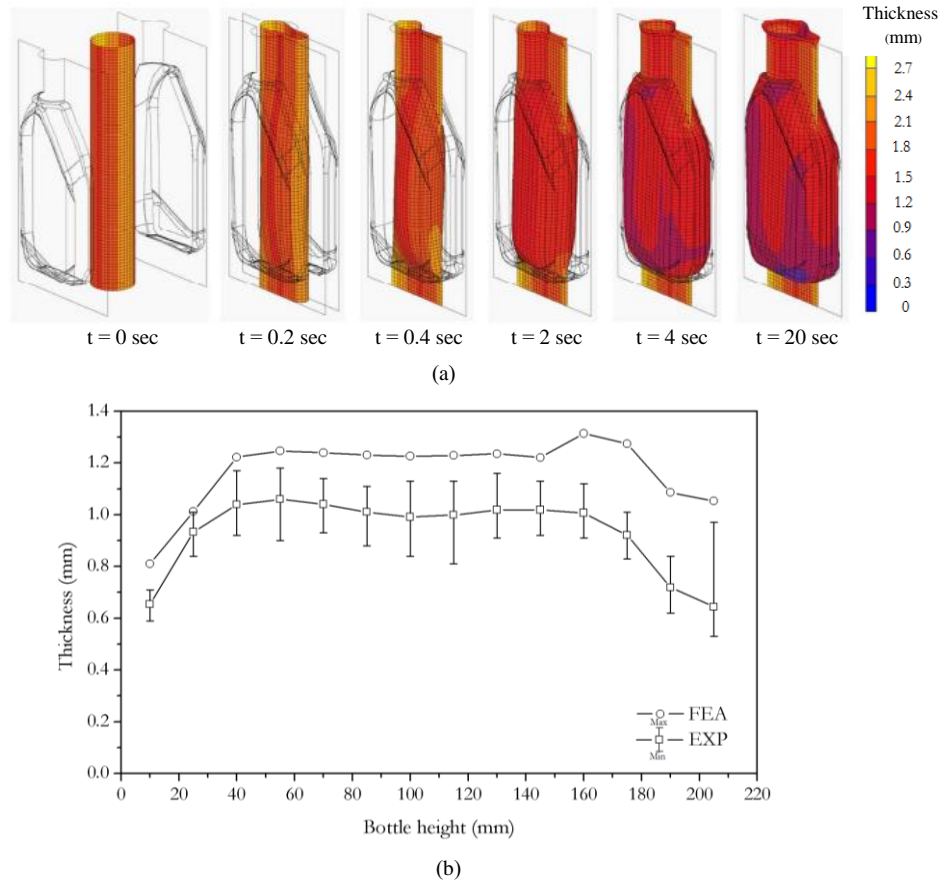 Thickness
(mm)
2.7
2.4
2.1
1.8
1.5
1.2
0.9
0.6
0.3
0
t = 0 sec t = 0.2 sec t = 0.4 sec t = 2 sec t = 4 sec t = 20 sec
(a)
1.4
1.2
1.0
0.8
0.6
0.4
0.2
0.0
Thickness (mm)
FEA
Max
EXP
Min
0 20 40 60 80 100 120 140 160 180 200 220
Bottle height (mm)
(b)